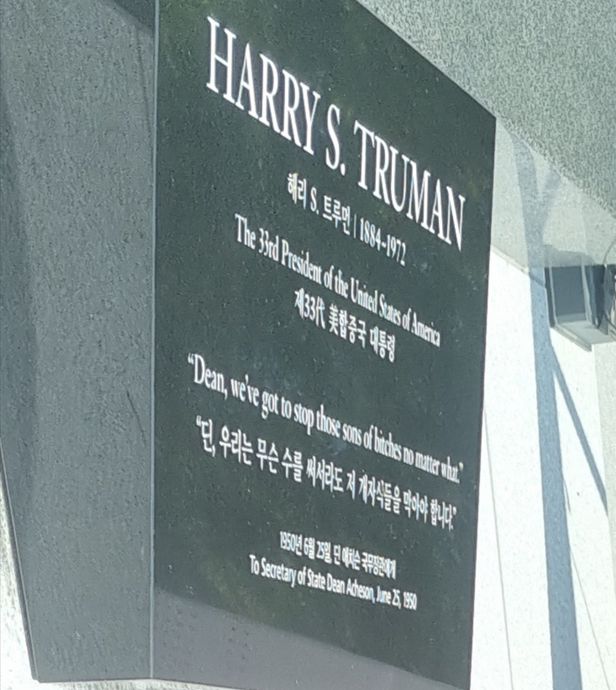 HARRY S. TRUMAN
해리 S. 트루먼 | 1884-1972
The 33rd President of the United States of America
제33代 美합중국 대통령
“Dean, we’ve got to stop those sons of bitches no matter what.”
“딘, 우리는 무슨 수를 써서라도 저 개자식들을 막아야 합니다.”
1950년 6월 25일, 딘 애치슨 국무장관에게
To Secretary of State Dean Acheson, June 25, 1950